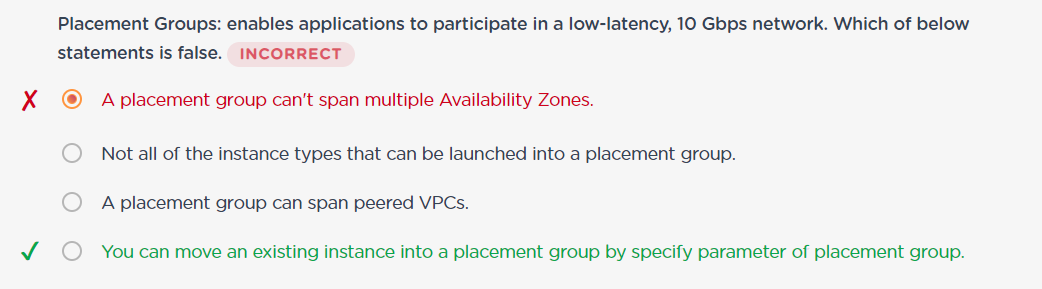 Placement Groups: enables applications to participate in a low-latency, 10 Gbps network. Which of below
statements is false. INCORRECT
A placement group can't span multiple Availability Zones.
Not all of the instance types that can be launched into a placement group.
A placement group can span peered VPCs.
You can move an existing instance into a placement group by specify parameter of placement group.